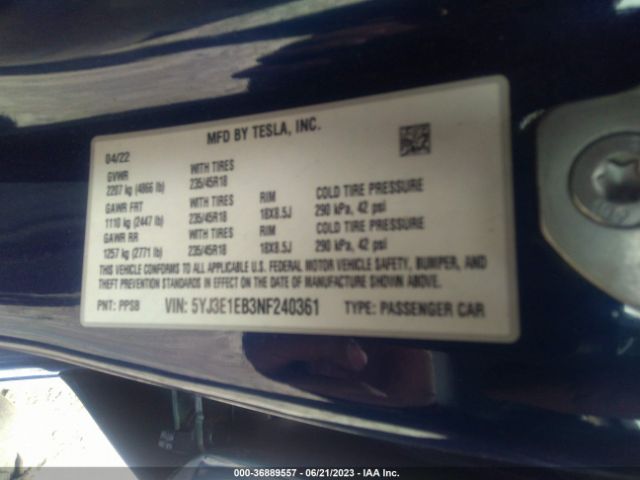 MFD BY TESLA, INC.
04/22
GVWR WITH TIRES
2207 kg (4866 lb) 235/45R18
GAWR FRT WITH TIRES RIM COLD TIRE PRESSURE
1110 kg (2447 lb) 235/45R18 18X8.5J 290 kPa, 42 psi
GAWR RR WITH TIRES RIM COLD TIRE PRESSURE
1257 kg (2771 lb) 235/45R18 18X8.5J 290 kPa, 42 psi
THIS VEHICLE CONFORMS TO ALL APPLICABLE U.S. FEDERAL MOTOR VEHICLE SAFETY, BUMPER, AND
THEFT PREVENTION STANDARDS IN EFFECT ON THE DATE OF MANUFACTURE SHOWN ABOVE.
PNT: PPSB VIN: 5YJ3E1EB3NF240361 TYPE: PASSENGER CAR
000-36889557 - 06/21/2023 - IAA Inc.